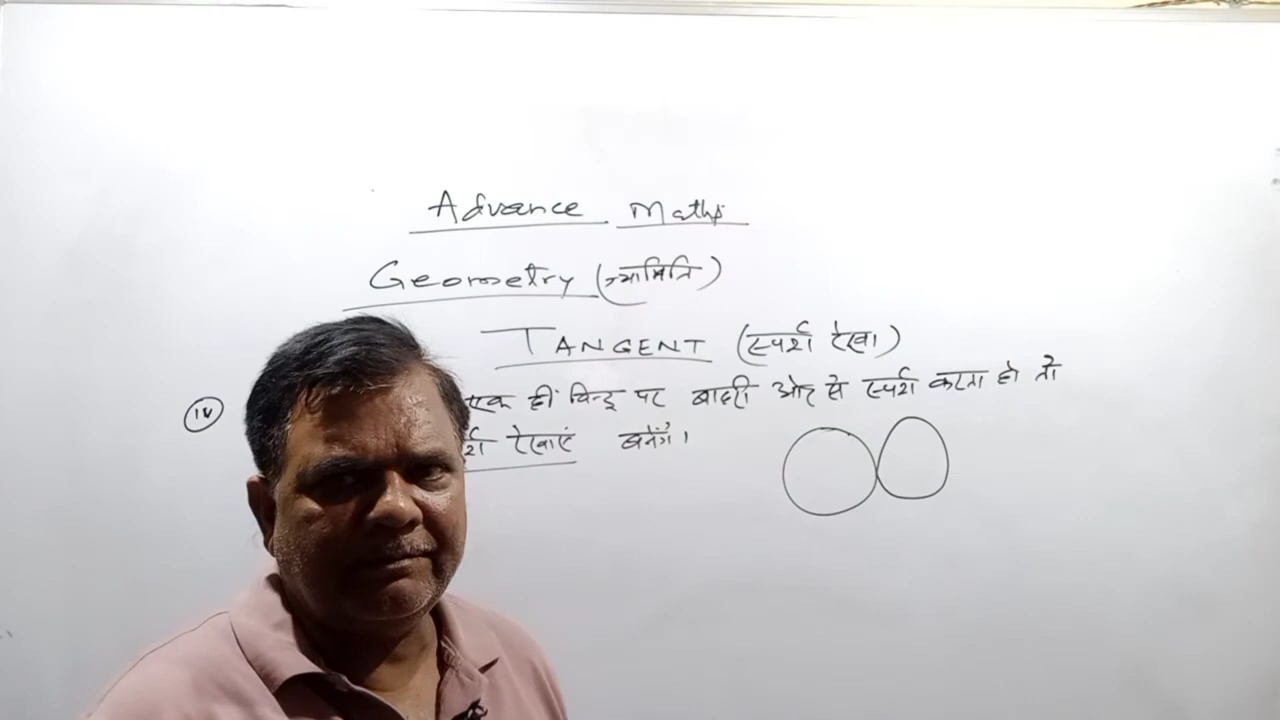 Advance Maths
Geometry (ज्यामिति)
TANGENT (स्पर्श रेखा)
(iv) एक हीं बिन्दू पर बाहरी ओर से स्पर्श करता हो तो
र्श रेखाएं बनेंगे।